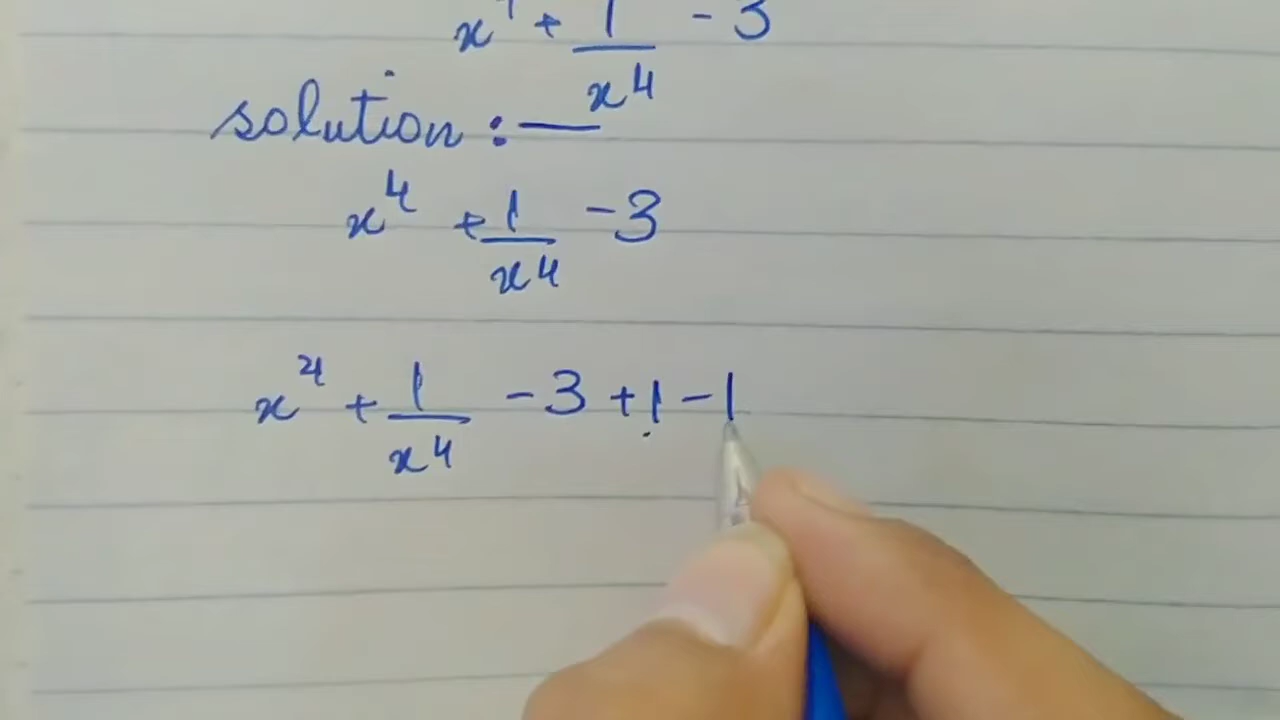 x⁴ + 1/x⁴ - 3
solution :—
x⁴ + 1/x⁴ - 3
x⁴ + 1/x⁴ - 3 + 1 - 1